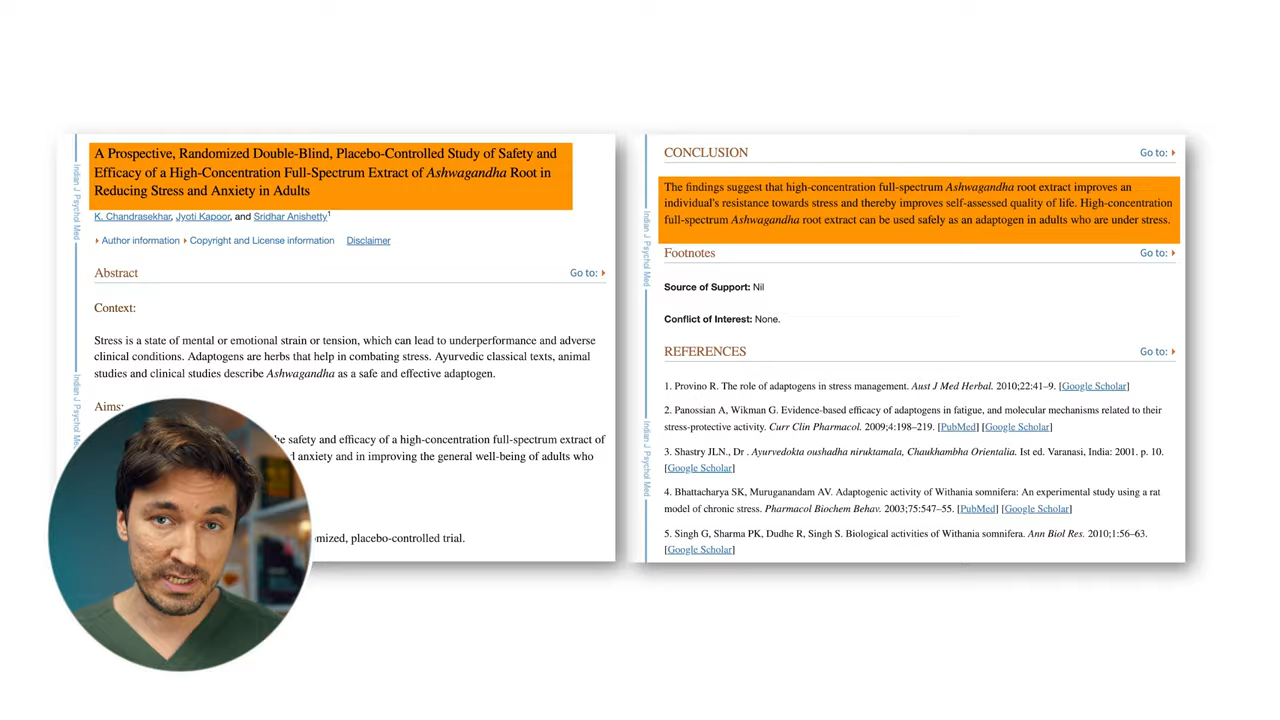 A Prospective, Randomized Double-Blind, Placebo-Controlled Study of Safety and
Efficacy of a High-Concentration Full-Spectrum Extract of Ashwagandha Root in
Reducing Stress and Anxiety in Adults
K. Chandrasekhar, Jyoti Kapoor, and Sridhar Anishetty1
Author information Copyright and License information Disclaimer
Abstract Go to:
Context:
Stress is a state of mental or emotional strain or tension, which can lead to underperformance and adverse
clinical conditions. Adaptogens are herbs that help in combating stress. Ayurvedic classical texts, animal
studies and clinical studies describe Ashwagandha as a safe and effective adaptogen.
Aims:
safety and efficacy of a high-concentration full-spectrum extract of
anxiety and in improving the general well-being of adults who
placebo-controlled trial.
Indian J Psychol Med
Indian J Psychol Me
CONCLUSION Go to:
The findings suggest that high-concentration full-spectrum Ashwagandha root extract improves an
individual's resistance towards stress and thereby improves self-assessed quality of life. High-concentration
full-spectrum Ashwagandha root extract can be used safely as an adaptogen in adults who are under stress.
Footnotes Go to:
Source of Support: Nil
Conflict of Interest: None.
REFERENCES Go to:
1. Provino R. The role of adaptogens in stress management. Aust J Med Herbal. 2010;22:41–9. [Google Scholar]
2. Panossian A, Wikman G. Evidence-based efficacy of adaptogens in fatigue, and molecular mechanisms related to their
stress-protective activity. Curr Clin Pharmacol. 2009;4:198–219. [PubMed] [Google Scholar]
3. Shastry JLN., Dr . Ayurvedokta oushadha niruktamala, Chaukhambha Orientalia. Ist ed. Varanasi, India: 2001. p. 10.
[Google Scholar]
4. Bhattacharya SK, Muruganandam AV. Adaptogenic activity of Withania somnifera: An experimental study using a rat
model of chronic stress. Pharmacol Biochem Behav. 2003;75:547–55. [PubMed] [Google Scholar]
5. Singh G, Sharma PK, Dudhe R, Singh S. Biological activities of Withania somnifera. Ann Biol Res. 2010;1:56–63.
[Google Scholar]
Indian J Psychol Med
Indian J Psychol Med